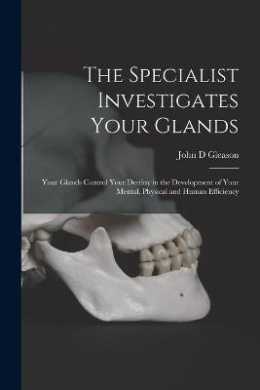 The Specialist
Investigates
Your Glands
John D Gleason
Your Glands Control Your Destiny in the Development of Your
Mental, Physical and Human Efficiency